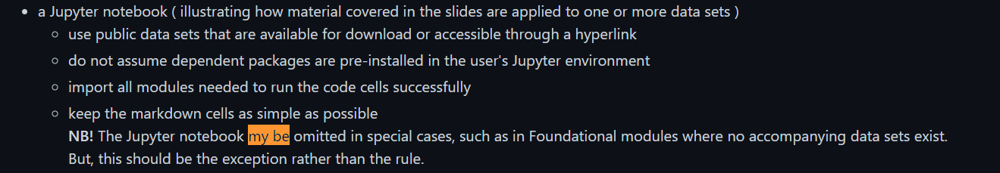 • a Jupyter notebook ( illustrating how material covered in the slides are applied to one or more data sets )
◦ use public data sets that are available for download or accessible through a hyperlink
◦ do not assume dependent packages are pre-installed in the user's Jupyter environment
◦ import all modules needed to run the code cells successfully
◦ keep the markdown cells as simple as possible
NB! The Jupyter notebook my be omitted in special cases, such as in Foundational modules where no accompanying data sets exist.
But, this should be the exception rather than the rule.